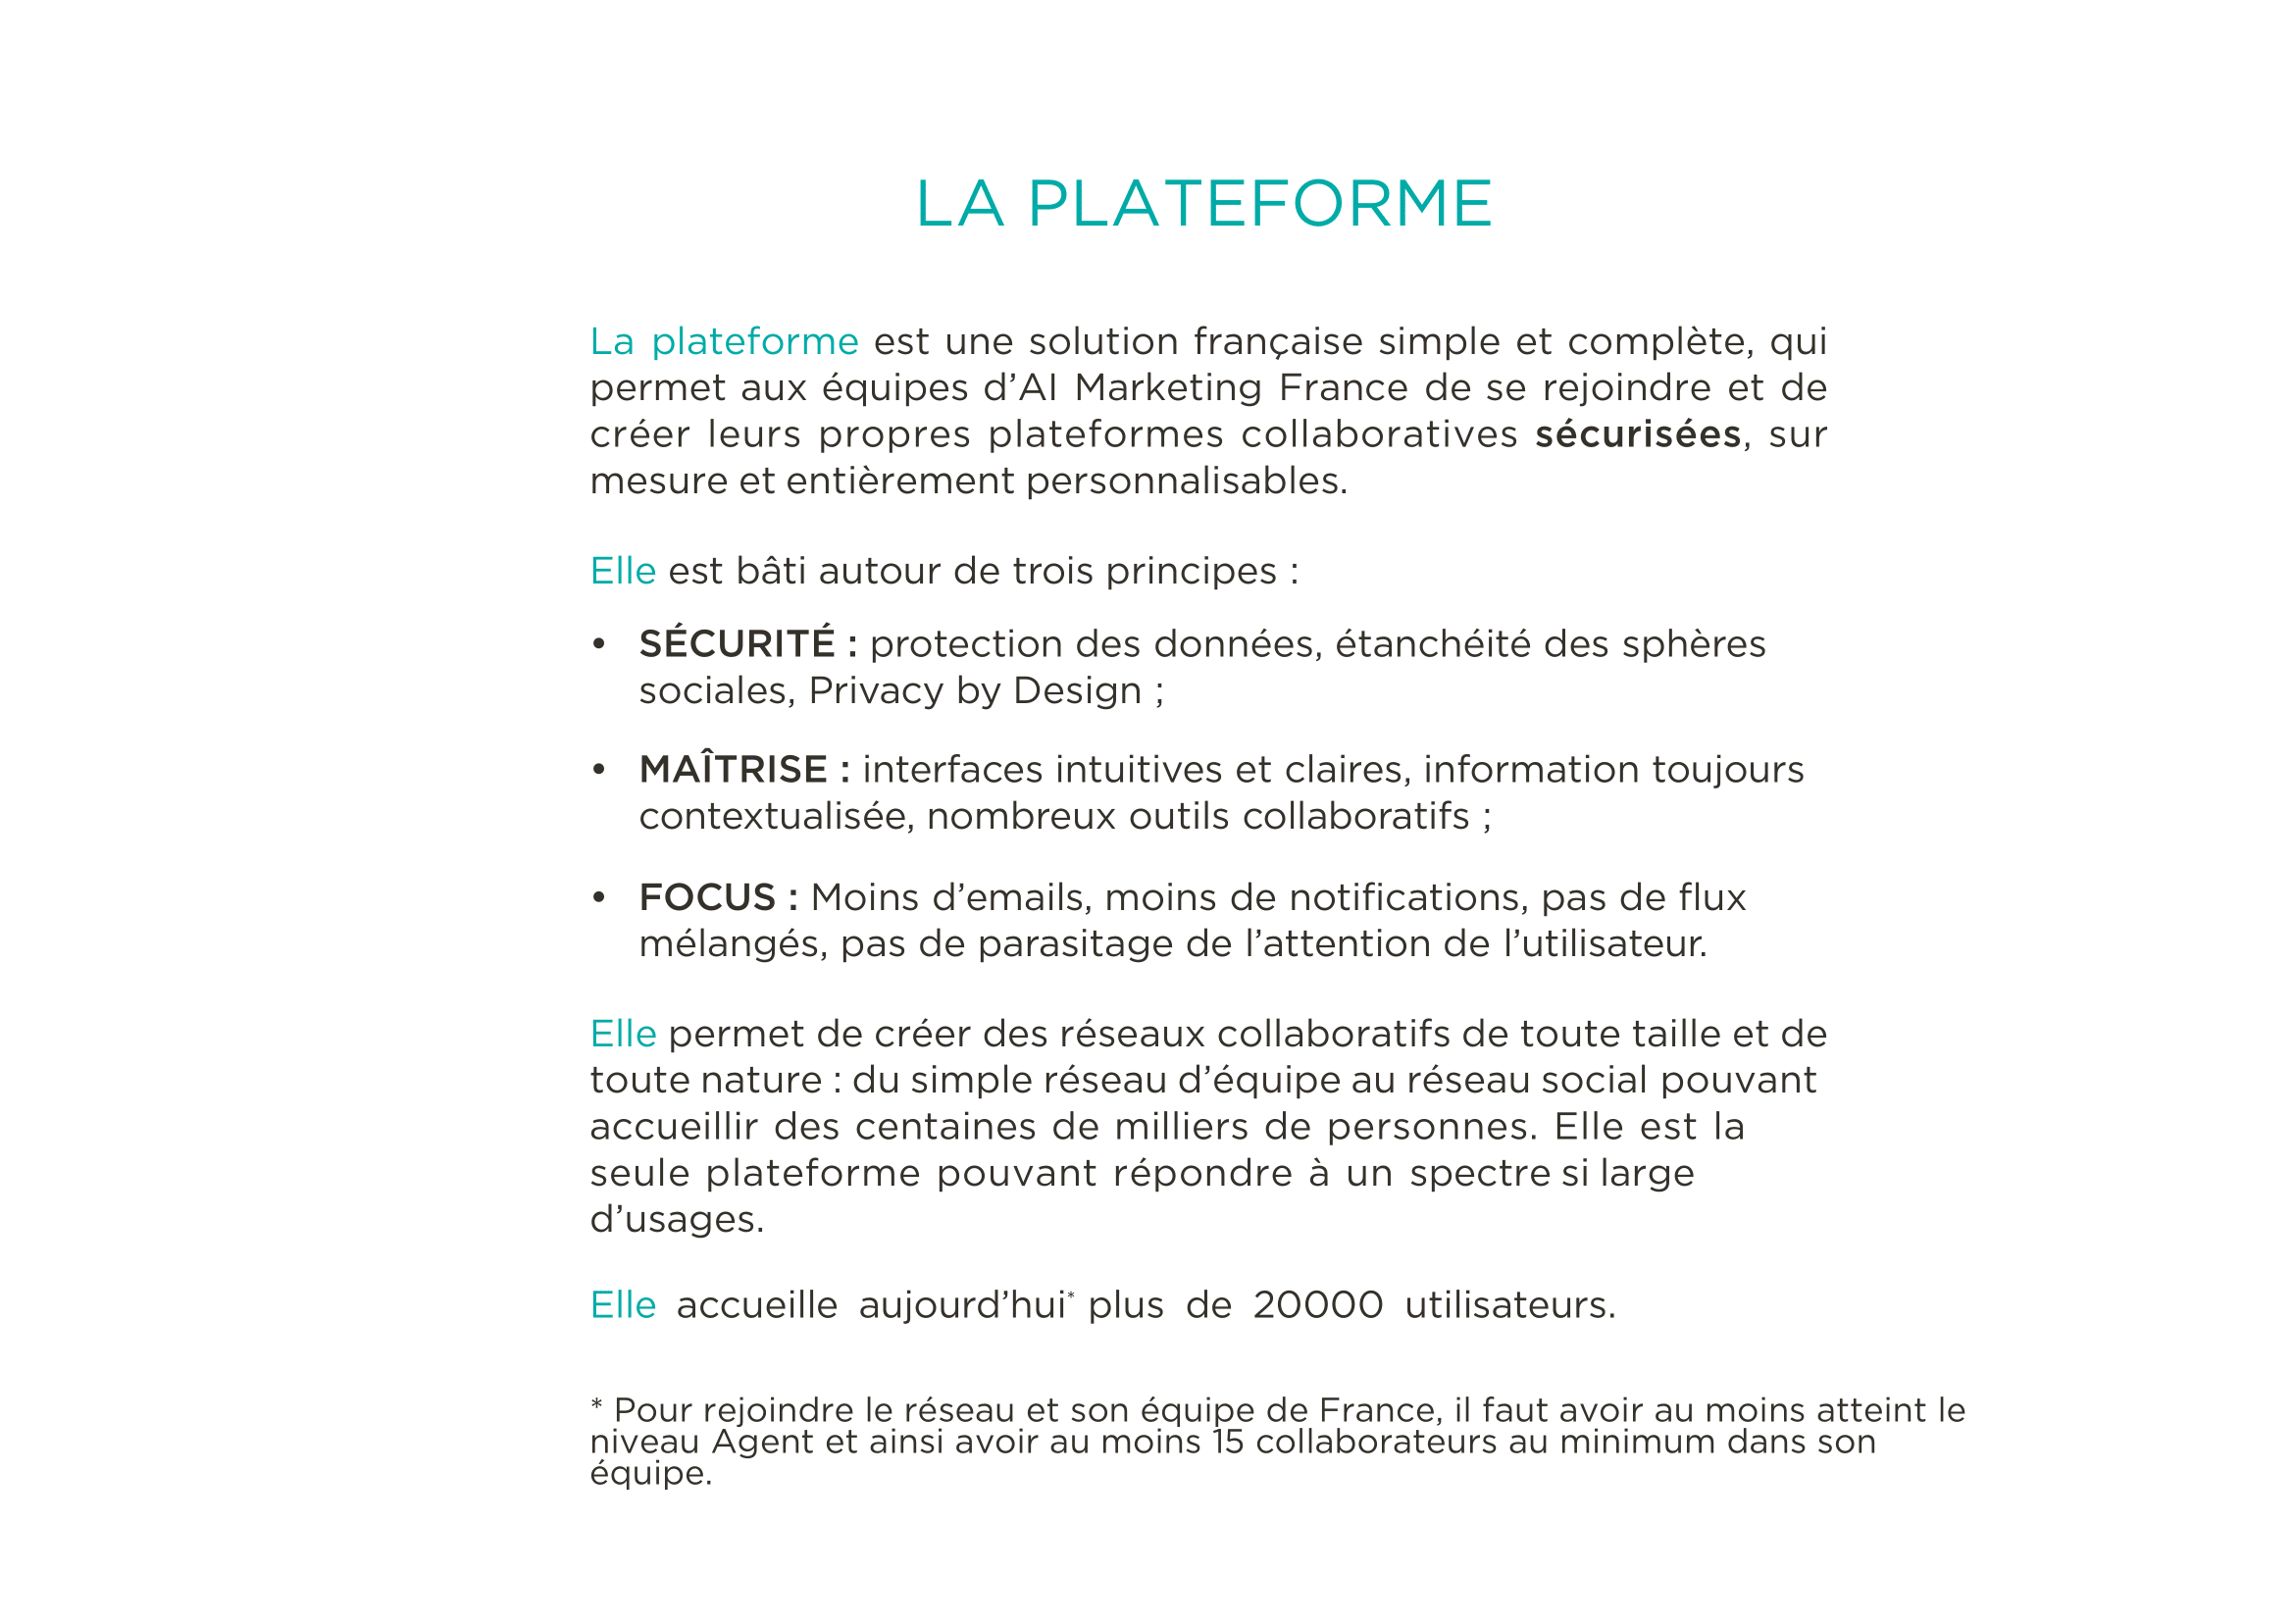 LA PLATEFORME
La plateforme est une solution française simple et complète, qui
permet aux équipes d’AI Marketing France de se rejoindre et de
créer leurs propres plateformes collaboratives sécurisées, sur
mesure et entièrement personnalisables.
Elle est bâti autour de trois principes :
• SÉCURITÉ : protection des données, étanchéité des sphères
sociales, Privacy by Design ;
• MAÎTRISE : interfaces intuitives et claires, information toujours
contextualisée, nombreux outils collaboratifs ;
• FOCUS : Moins d’emails, moins de notifications, pas de flux
mélangés, pas de parasitage de l’attention de l’utilisateur.
Elle permet de créer des réseaux collaboratifs de toute taille et de
toute nature : du simple réseau d’équipe au réseau social pouvant
accueillir des centaines de milliers de personnes. Elle est la
seule plateforme pouvant répondre à un spectre si large
d’usages.
Elle accueille aujourd’hui* plus de 20000 utilisateurs.
* Pour rejoindre le réseau et son équipe de France, il faut avoir au moins atteint le
niveau Agent et ainsi avoir au moins 15 collaborateurs au minimum dans son
équipe.